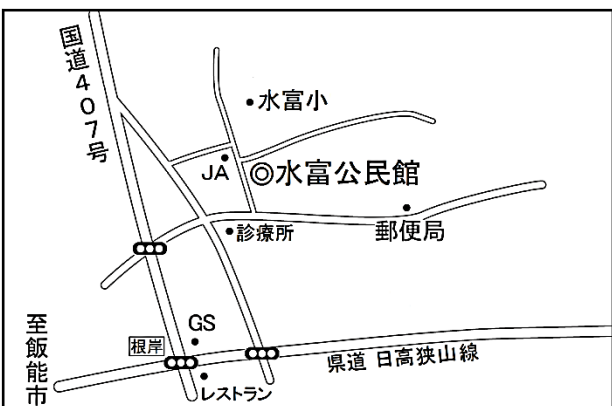 国道407号
水富小
JA
◎水富公民館
診療所
郵便局
GS
根岸
県道 日高狭山線
至飯能市
レストラン